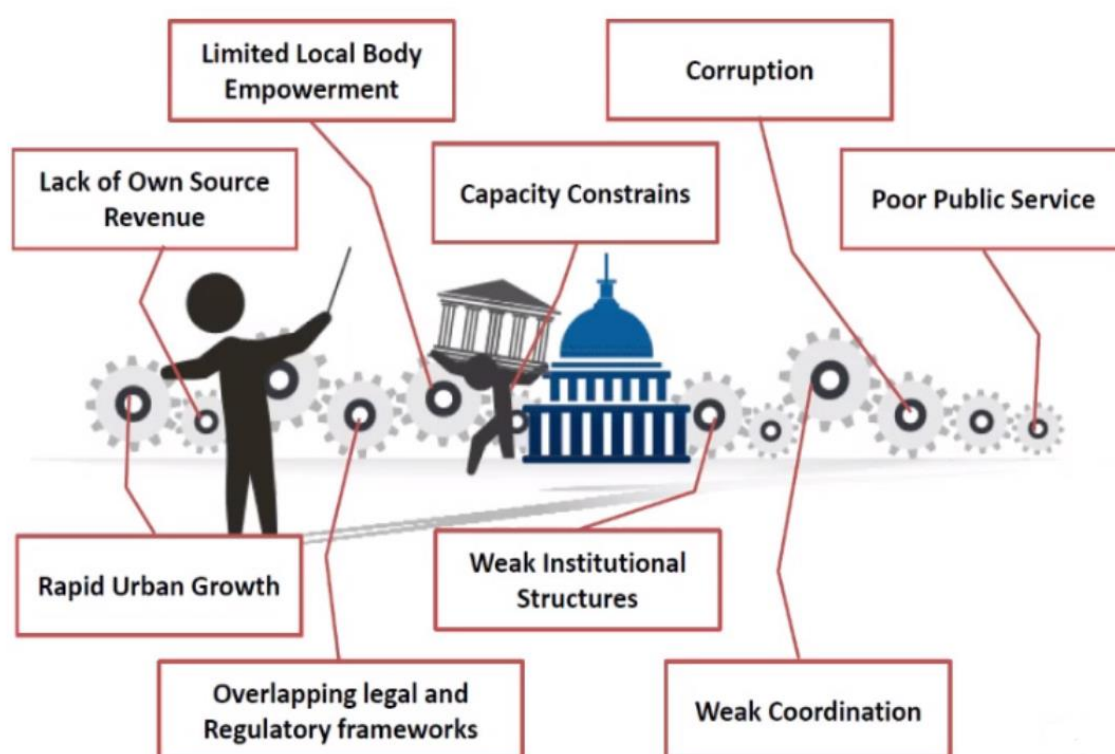 Limited Local Body
Empowerment
Corruption
Lack of Own Source
Revenue
Capacity Constrains
Poor Public Service
Rapid Urban Growth
Weak Institutional
Structures
Overlapping legal and
Regulatory frameworks
Weak Coordination